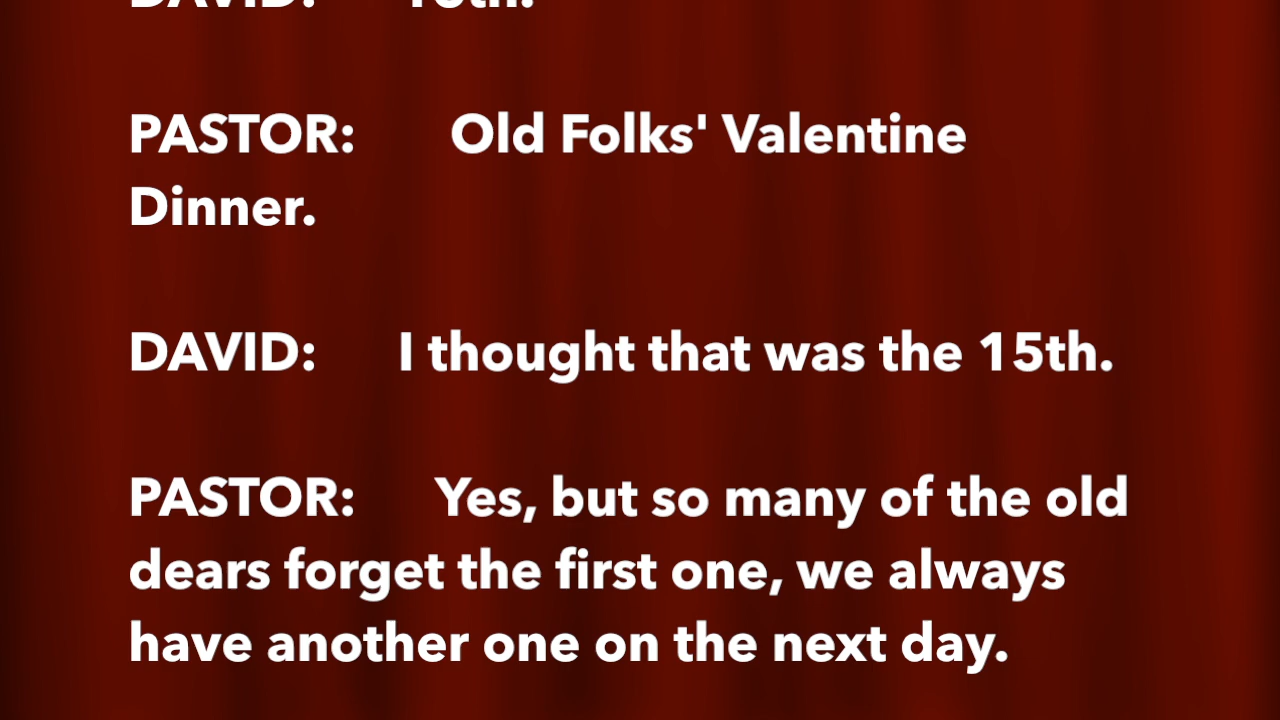 DAVID:
PASTOR: Old Folks' Valentine
Dinner.
DAVID: I thought that was the 15th.
PASTOR: Yes, but so many of the old
dears forget the first one, we always
have another one on the next day.